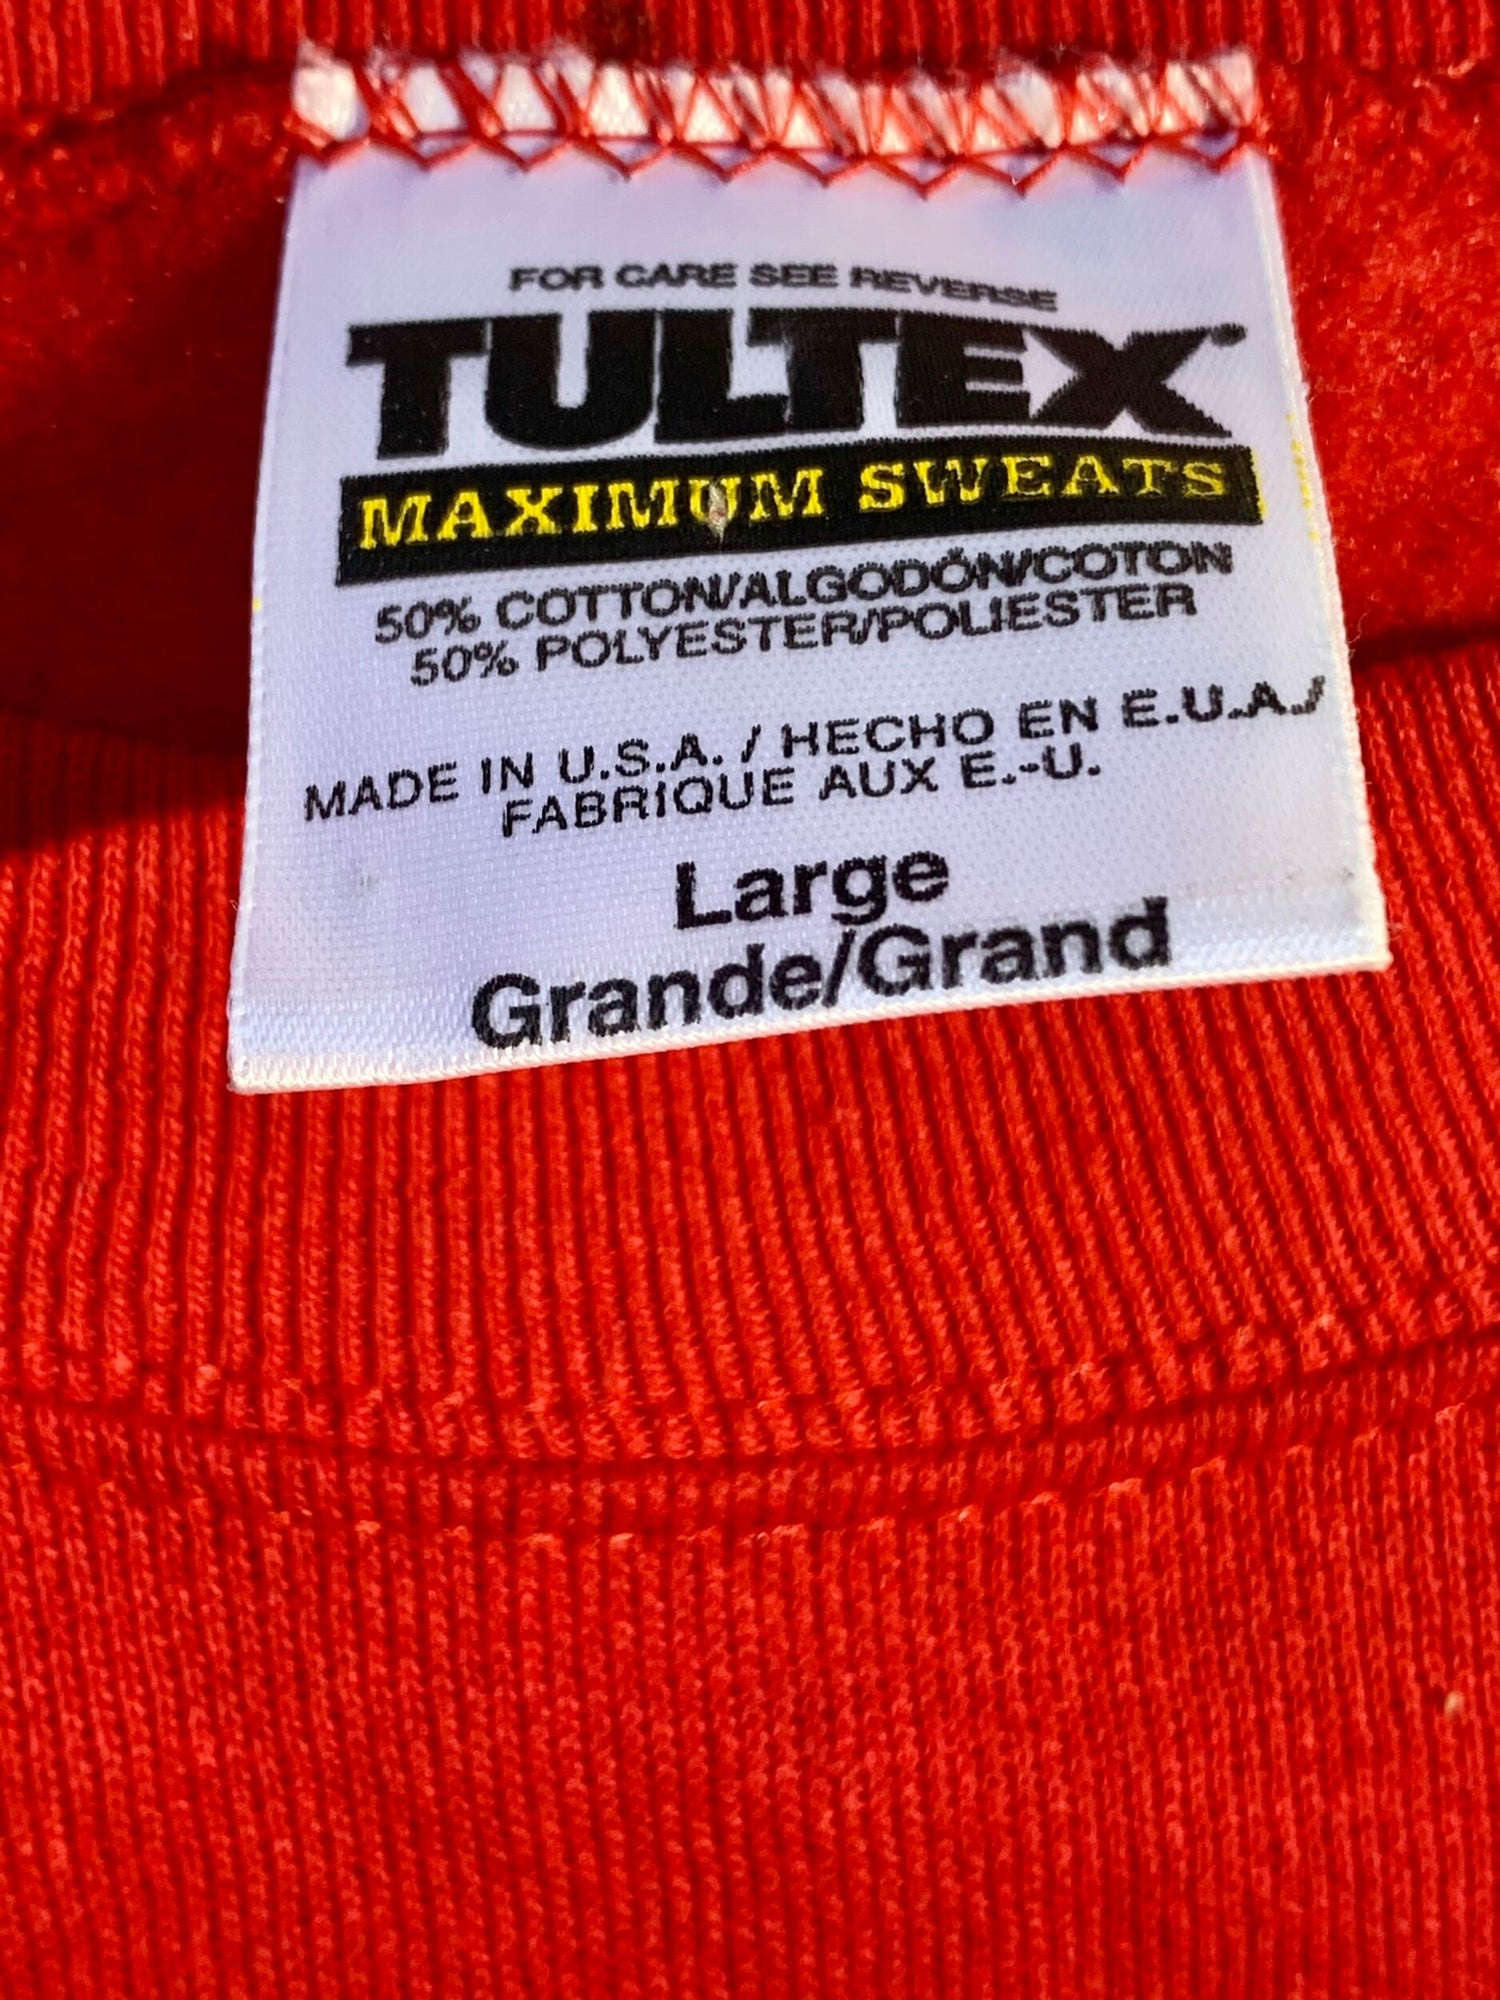 FOR CARE SEE REVERSE
TULTEX®
MAXIMUM SWEATS
50% COTTON/ALGODÓN/COTON
50% POLYESTER/POLIESTER
MADE IN U.S.A. / HECHO EN E.U.A./
FABRIQUE AUX E.-U.
Large
Grande/Grand